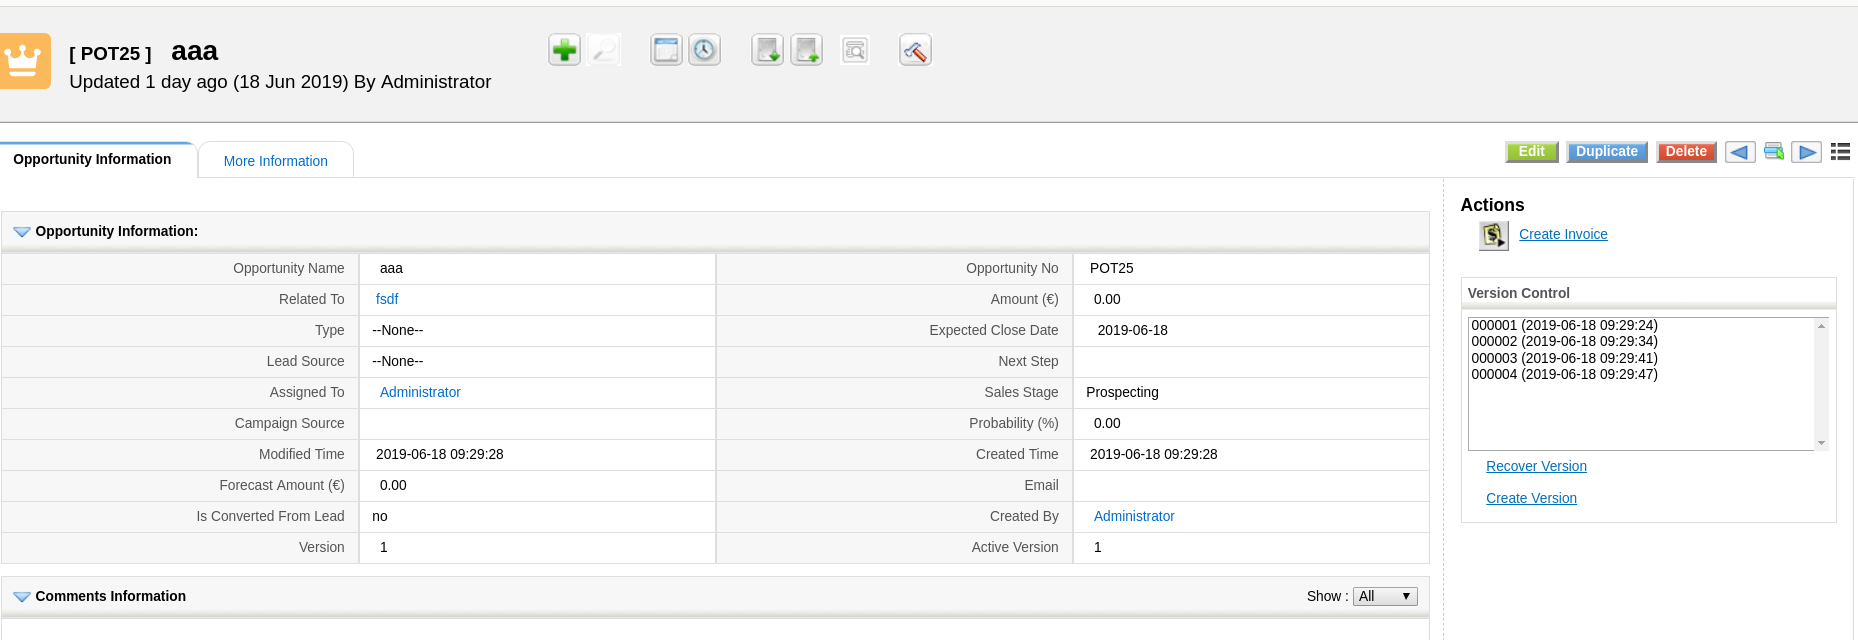 [ POT25 ] aaa
Updated 1 day ago (18 Jun 2019) By Administrator
Opportunity Information
More Information
Edit Duplicate Delete
Opportunity Information:
Opportunity Name aaa Opportunity No POT25
Related To fsdf Amount (€) 0.00
Type --None-- Expected Close Date 2019-06-18
Lead Source --None-- Next Step
Assigned To Administrator Sales Stage Prospecting
Campaign Source Probability (%) 0.00
Modified Time 2019-06-18 09:29:28 Created Time 2019-06-18 09:29:28
Forecast Amount (€) 0.00 Email
Is Converted From Lead no Created By Administrator
Version 1 Active Version 1
Comments Information Show : All
Actions
Create Invoice
Version Control
000001 (2019-06-18 09:29:24)
000002 (2019-06-18 09:29:34)
000003 (2019-06-18 09:29:41)
000004 (2019-06-18 09:29:47)
Recover Version
Create Version